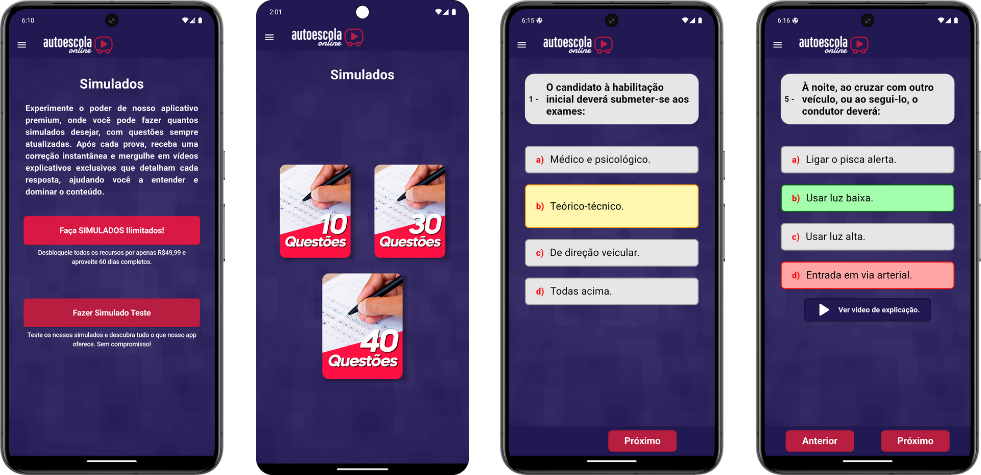 6:10
autoescola
online
Simulados
Experimente o poder de nosso aplicativo
premium, onde você pode fazer quantos
simulados desejar, com questões sempre
atualizadas. Após cada prova, receba uma
correção instantânea e mergulhe em vídeos
explicativos exclusivos que detalham cada
resposta, ajudando você a entender e
dominar o conteúdo.
Faça SIMULADOS Ilimitados!
Desbloqueie todos os recursos por apenas R$49,99 e
aproveite 60 dias completos.
Fazer Simulado Teste
Teste os nossos simulados e descubra tudo o que nosso app
oferece. Sem compromisso!
2:01
autoescola
online
Simulados
10
Questões
30
Questões
40
Questões
6:15
autoescola
online
1 -
O candidato à habilitação
inicial deverá submeter-se aos
exames:
a) Médico e psicológico.
b) Teórico-técnico.
c) De direção veicular.
d) Todas acima.
Próximo
6:16
autoescola
online
5 -
À noite, ao cruzar com outro
veículo, ou ao segui-lo, o
condutor deverá:
a) Ligar o pisca alerta.
b) Usar luz baixa.
c) Usar luz alta.
d) Entrada em via arterial.
Ver vídeo de explicação.
Anterior
Próximo